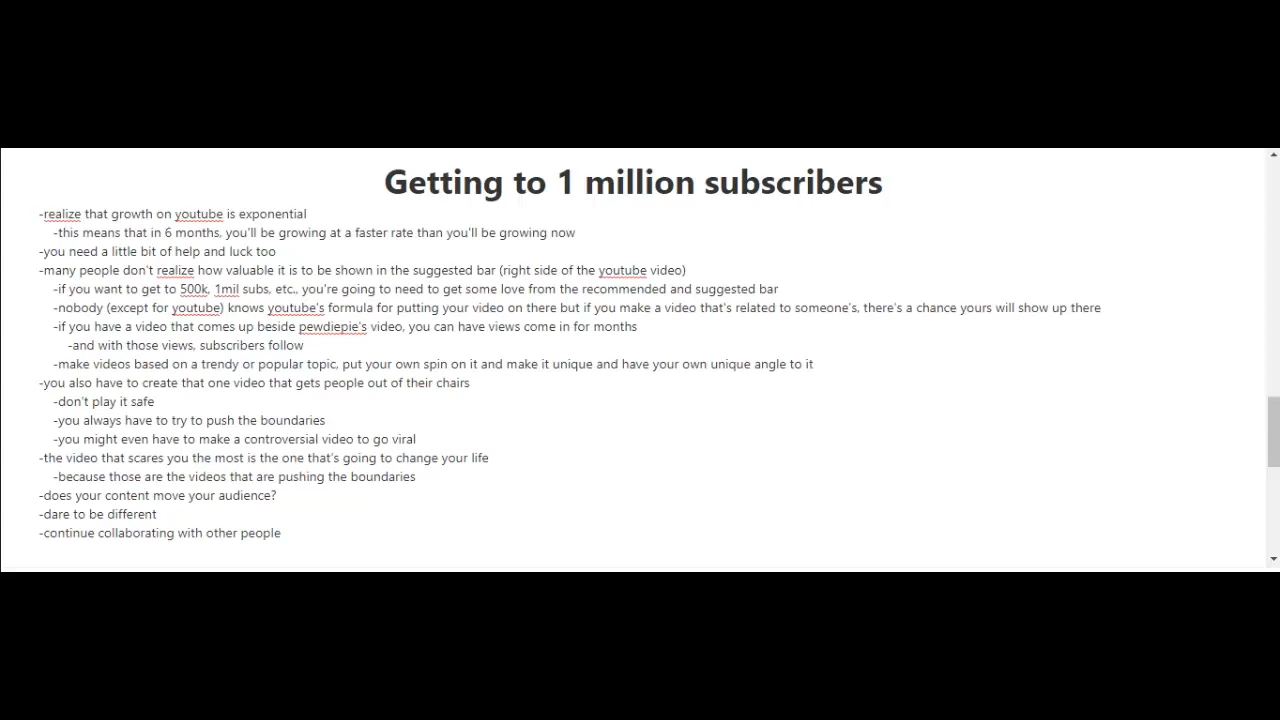 Getting to 1 million subscribers
-realize that growth on youtube is exponential
-this means that in 6 months, you'll be growing at a faster rate than you'll be growing now
-you need a little bit of help and luck too
-many people don't realize how valuable it is to be shown in the suggested bar (right side of the youtube video)
-if you want to get to 500k, 1mil subs, etc., you're going to need to get some love from the recommended and suggested bar
-nobody (except for youtube) knows youtube's formula for putting your video on there but if you make a video that's related to someone's, there's a chance yours will show up there
-if you have a video that comes up beside pewdiepie's video, you can have views come in for months
-and with those views, subscribers follow
-make videos based on a trendy or popular topic, put your own spin on it and make it unique and have your own unique angle to it
-you also have to create that one video that gets people out of their chairs
-don't play it safe
-you always have to try to push the boundaries
-you might even have to make a controversial video to go viral
-the video that scares you the most is the one that's going to change your life
-because those are the videos that are pushing the boundaries
-does your content move your audience?
-dare to be different
-continue collaborating with other people